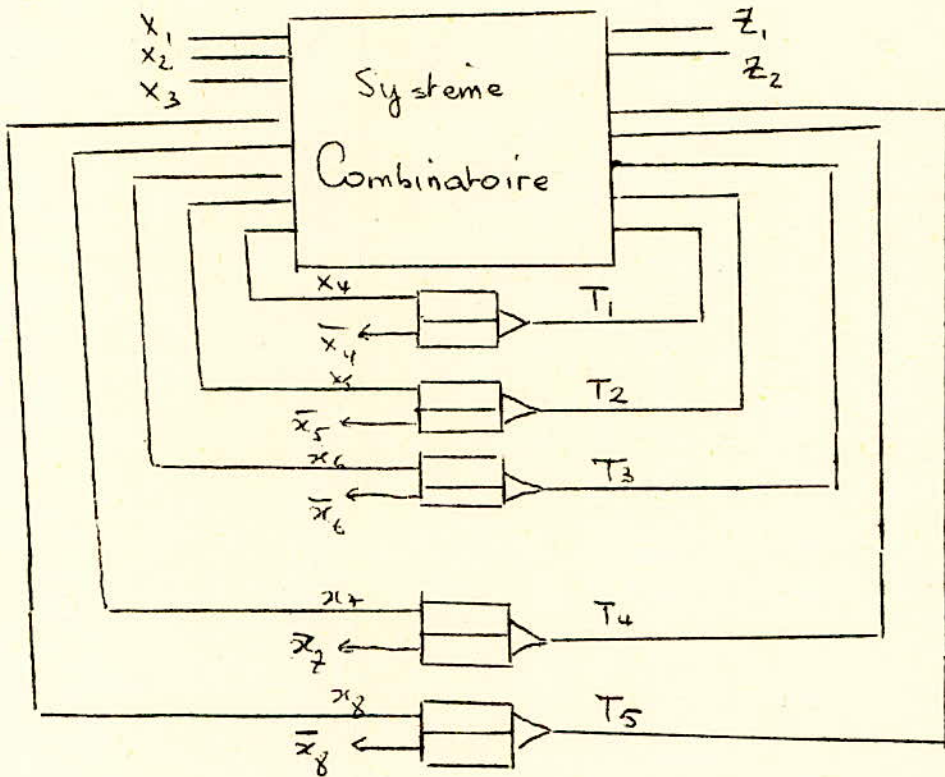 x₁
x₂
x₃
Système
Combinatoire
Z₁
Z₂
x₄
T₁
x̄₄
x₅
T₂
x̄₅
x₆
T₃
x̄₆
x₇
T₄
x̄₇
x₈
T₅
x̄₈